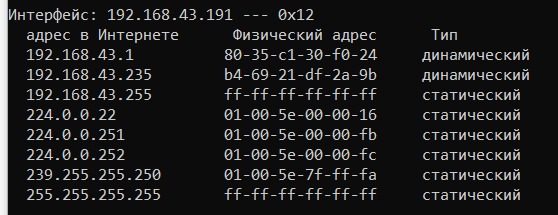 Интерфейс: 192.168.43.191 --- 0x12
адрес в Интернете Физический адрес Тип
192.168.43.1 80-35-c1-30-f0-24 динамический
192.168.43.235 b4-69-21-df-2a-9b динамический
192.168.43.255 ff-ff-ff-ff-ff-ff статический
224.0.0.22 01-00-5e-00-00-16 статический
224.0.0.251 01-00-5e-00-00-fb статический
224.0.0.252 01-00-5e-00-00-fc статический
239.255.255.250 01-00-5e-7f-ff-fa статический
255.255.255.255 ff-ff-ff-ff-ff-ff статический